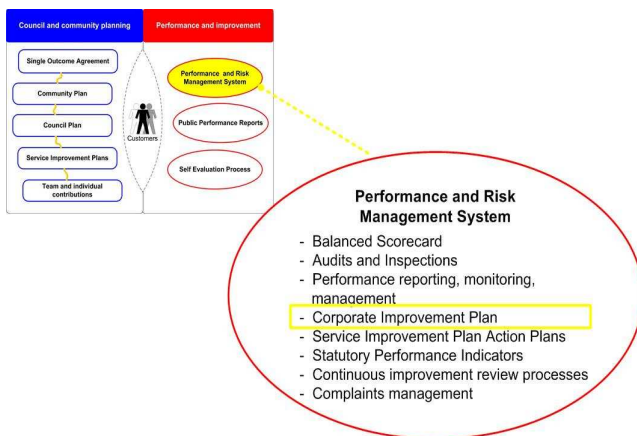 Council and community planning
Performance and improvement
Single Outcome Agreement
Community Plan
Council Plan
Service Improvement Plans
Team and individual
contributions
Customers
Performance and Risk
Management System
Public Performance Reports
Self Evaluation Process
Performance and Risk
Management System
- Balanced Scorecard
- Audits and Inspections
- Performance reporting, monitoring,
management
- Corporate Improvement Plan
- Service Improvement Plan Action Plans
- Statutory Performance Indicators
- Continuous improvement review processes
- Complaints management